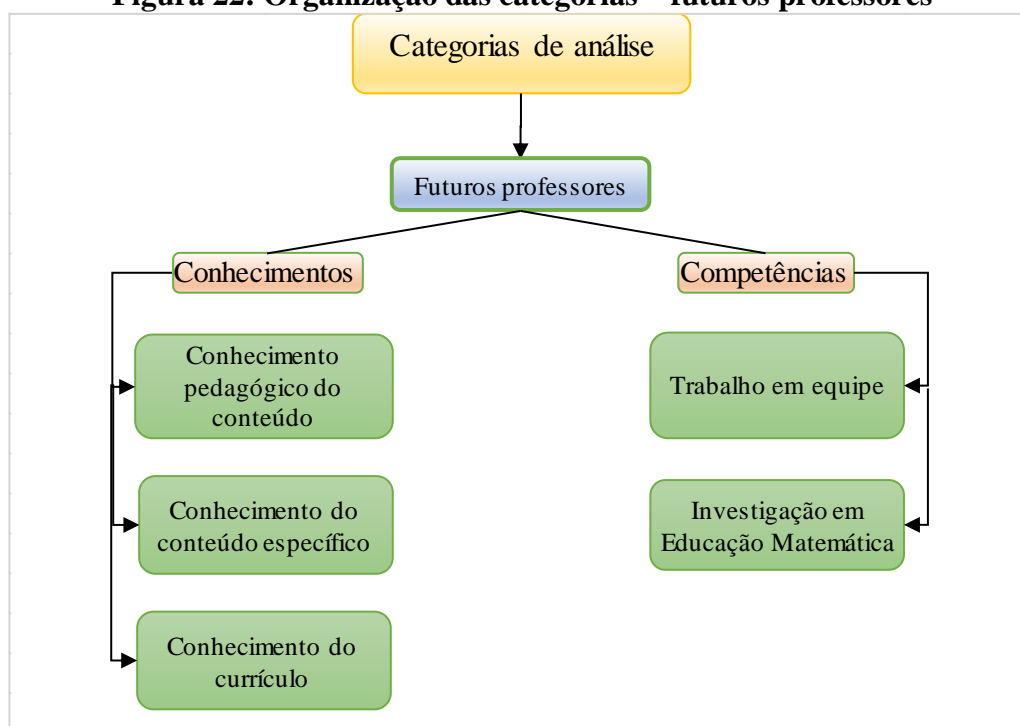 Figura 22: Organização das categorias – futuros professores
Categorias de análise
Futuros professores
Conhecimentos
Competências
Conhecimento
pedagógico do
conteúdo
Trabalho em equipe
Conhecimento do
conteúdo específico
Investigação em
Educação Matemática
Conhecimento do
currículo